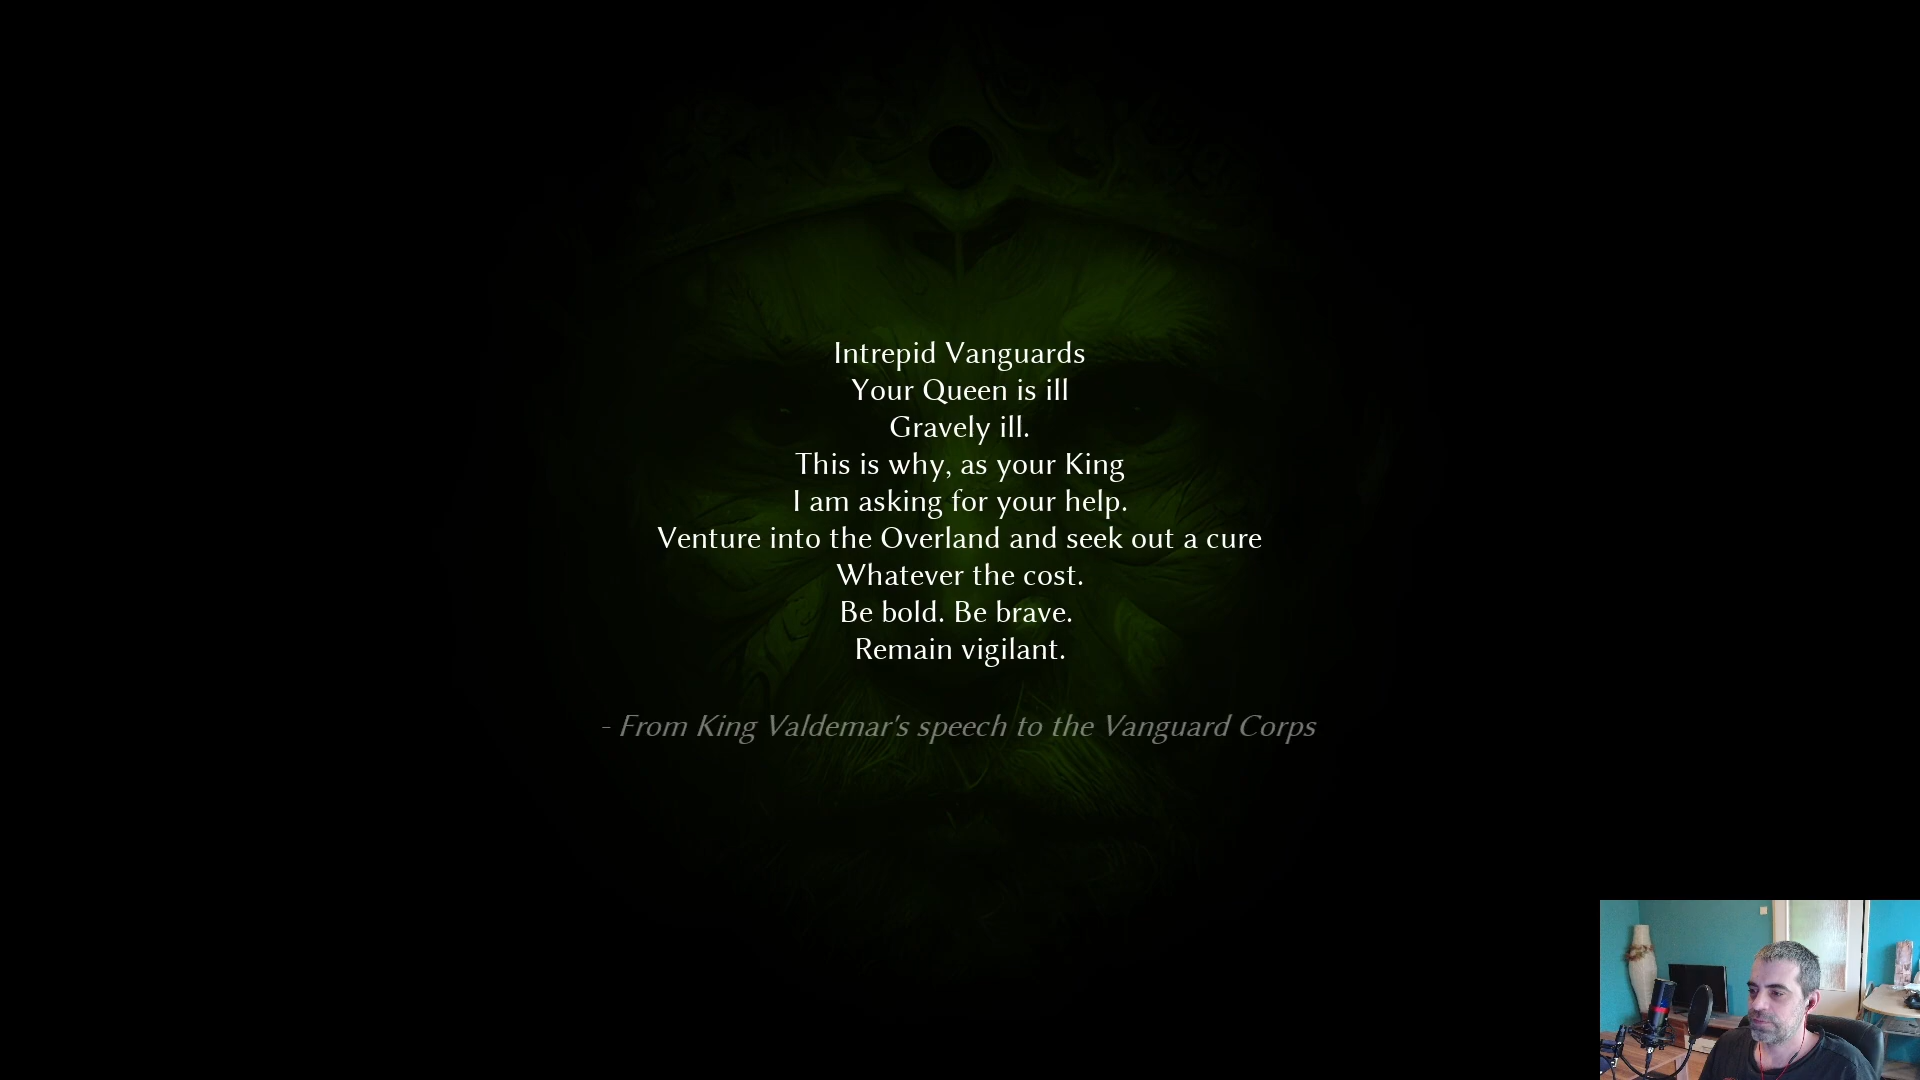 Intrepid Vanguards
Your Queen is ill
Gravely ill.
This is why, as your King
I am asking for your help.
Venture into the Overland and seek out a cure
Whatever the cost.
Be bold. Be brave.
Remain vigilant.
- From King Valdemar's speech to the Vanguard Corps